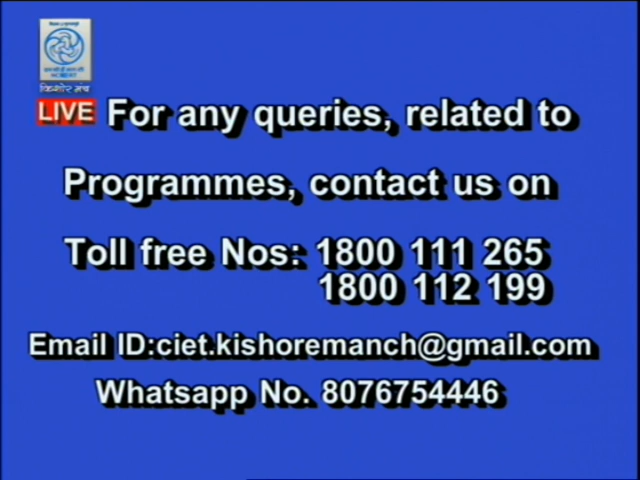 किशोर मंच
LIVE
For any queries, related to
Programmes, contact us on
Toll free Nos: 1800 111 265
1800 112 199
Email ID:ciet.kishoremanch@gmail.com
Whatsapp No. 8076754446